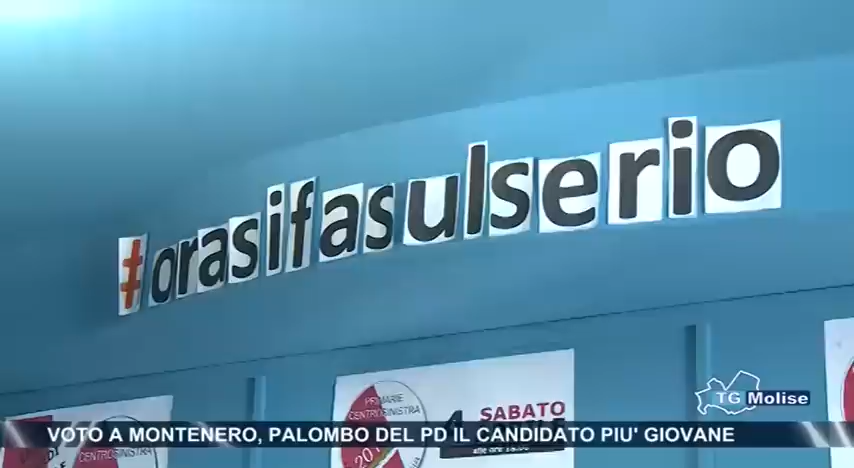 #orasifasulserio
PRIMARIE
CENTROSINISTRA
SABATO
TG Molise
VOTO A MONTENERO, PALOMBO DEL PD IL CANDIDATO PIU' GIOVANE